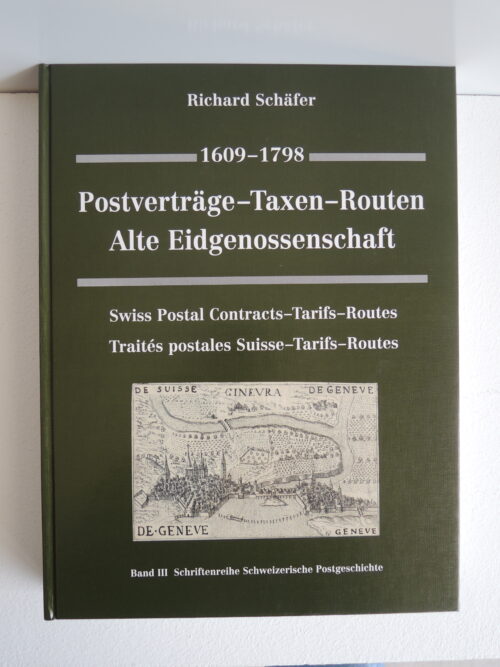 Richard Schäfer
1609–1798
Postverträge–Taxen–Routen
Alte Eidgenossenschaft
Swiss Postal Contracts–Tarifs–Routes
Traités postales Suisse–Tarifs–Routes
DE SUISSE GINEVRA DE GENEVE
DE·GENEVE GENEVE
Band III Schriftenreihe Schweizerische Postgeschichte